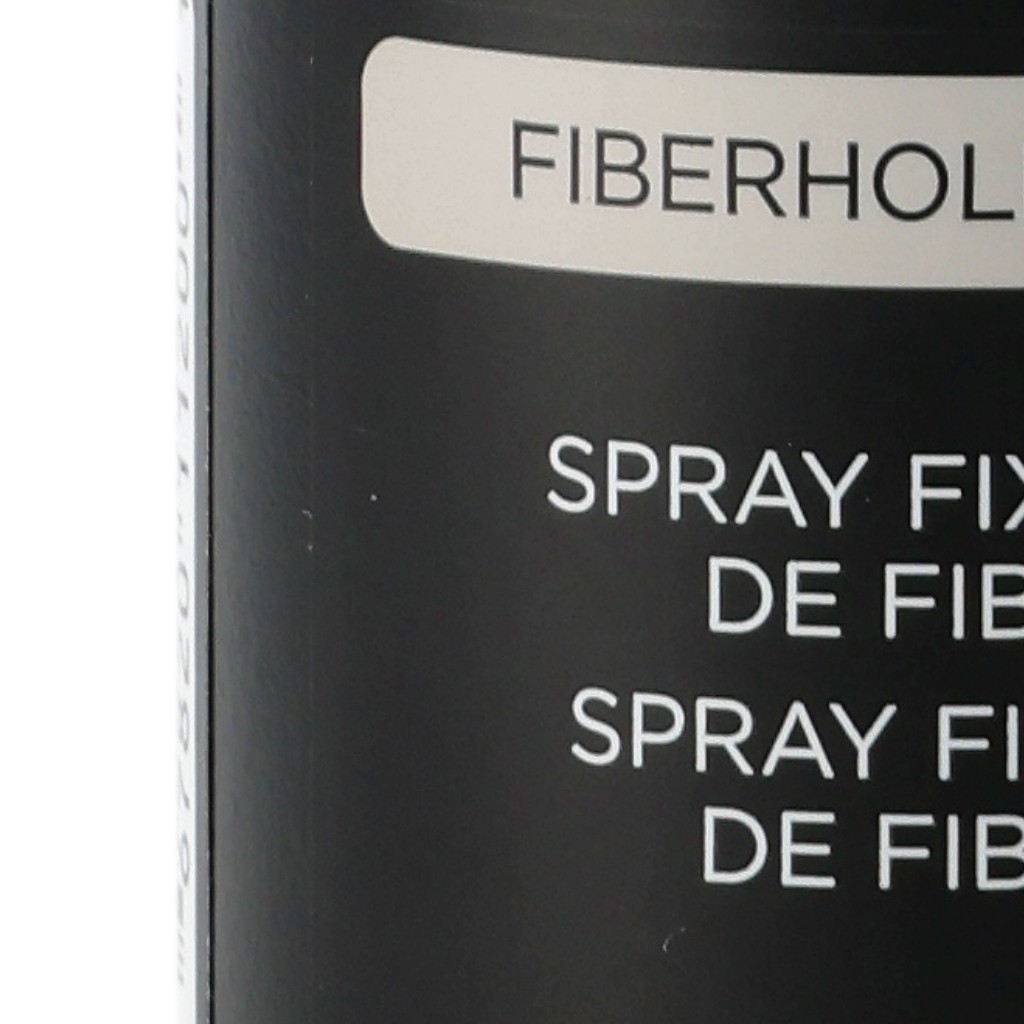 FIBERHOL
SPRAY FIX
DE FIB
SPRAY FI
DE FIB